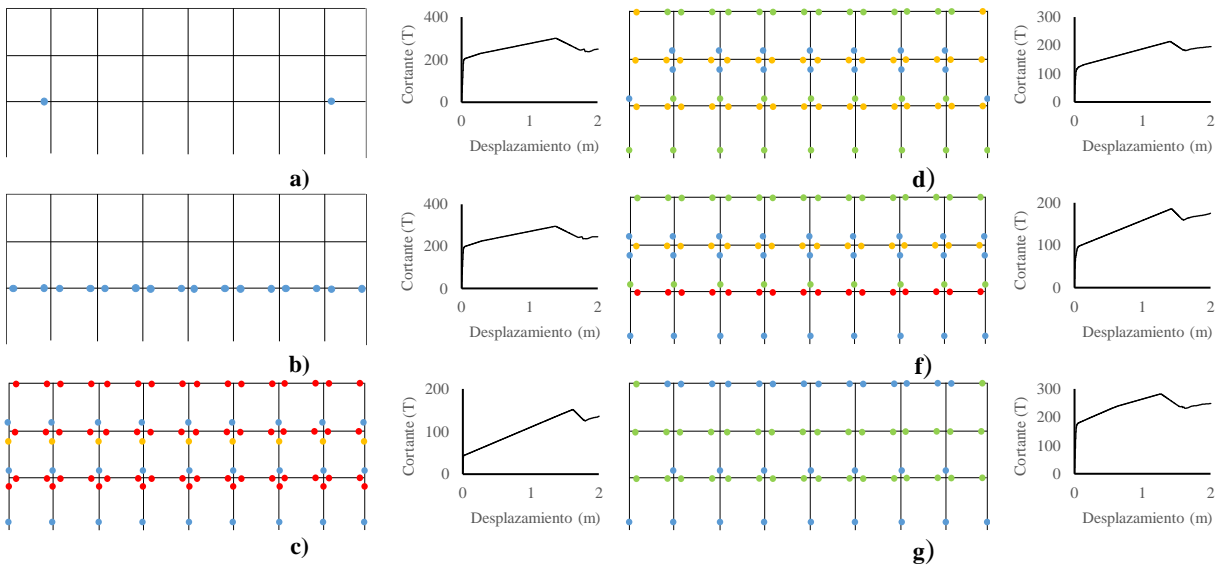 400
200
0
0 1 2
Cortante (T)
Desplazamiento (m)
a)
400
200
0
0 1 2
Cortante (T)
Desplazamiento (m)
b)
200
100
0
0 1 2
Cortante (T)
Desplazamiento (m)
c)
300
200
100
0
0 1 2
Cortante (T)
Desplazamiento (m)
d)
200
100
0
0 1 2
Cortante (T)
Desplazamiento (m)
f)
300
200
100
0
0 1 2
Cortante (T)
Desplazamiento (m)
g)